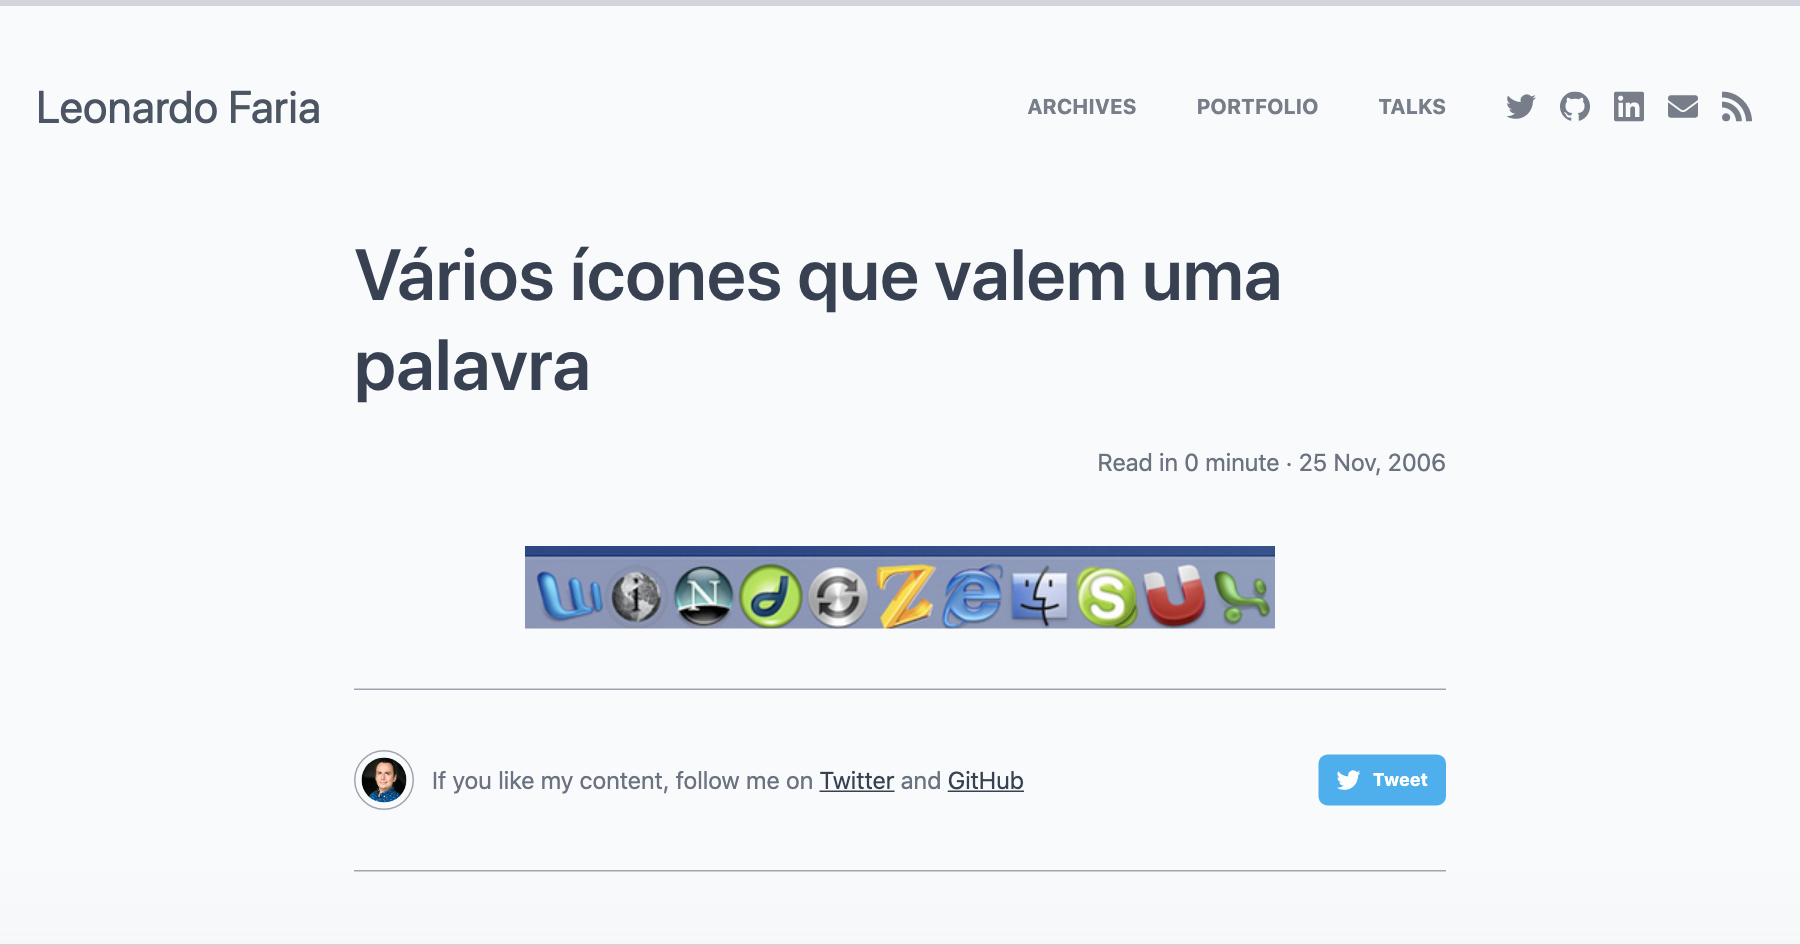 Leonardo Faria
ARCHIVES PORTFOLIO TALKS in
Vários ícones que valem uma
palavra
Read in 0 minute · 25 Nov, 2006
W i N d Z e S U X
If you like my content, follow me on Twitter and GitHub
Tweet